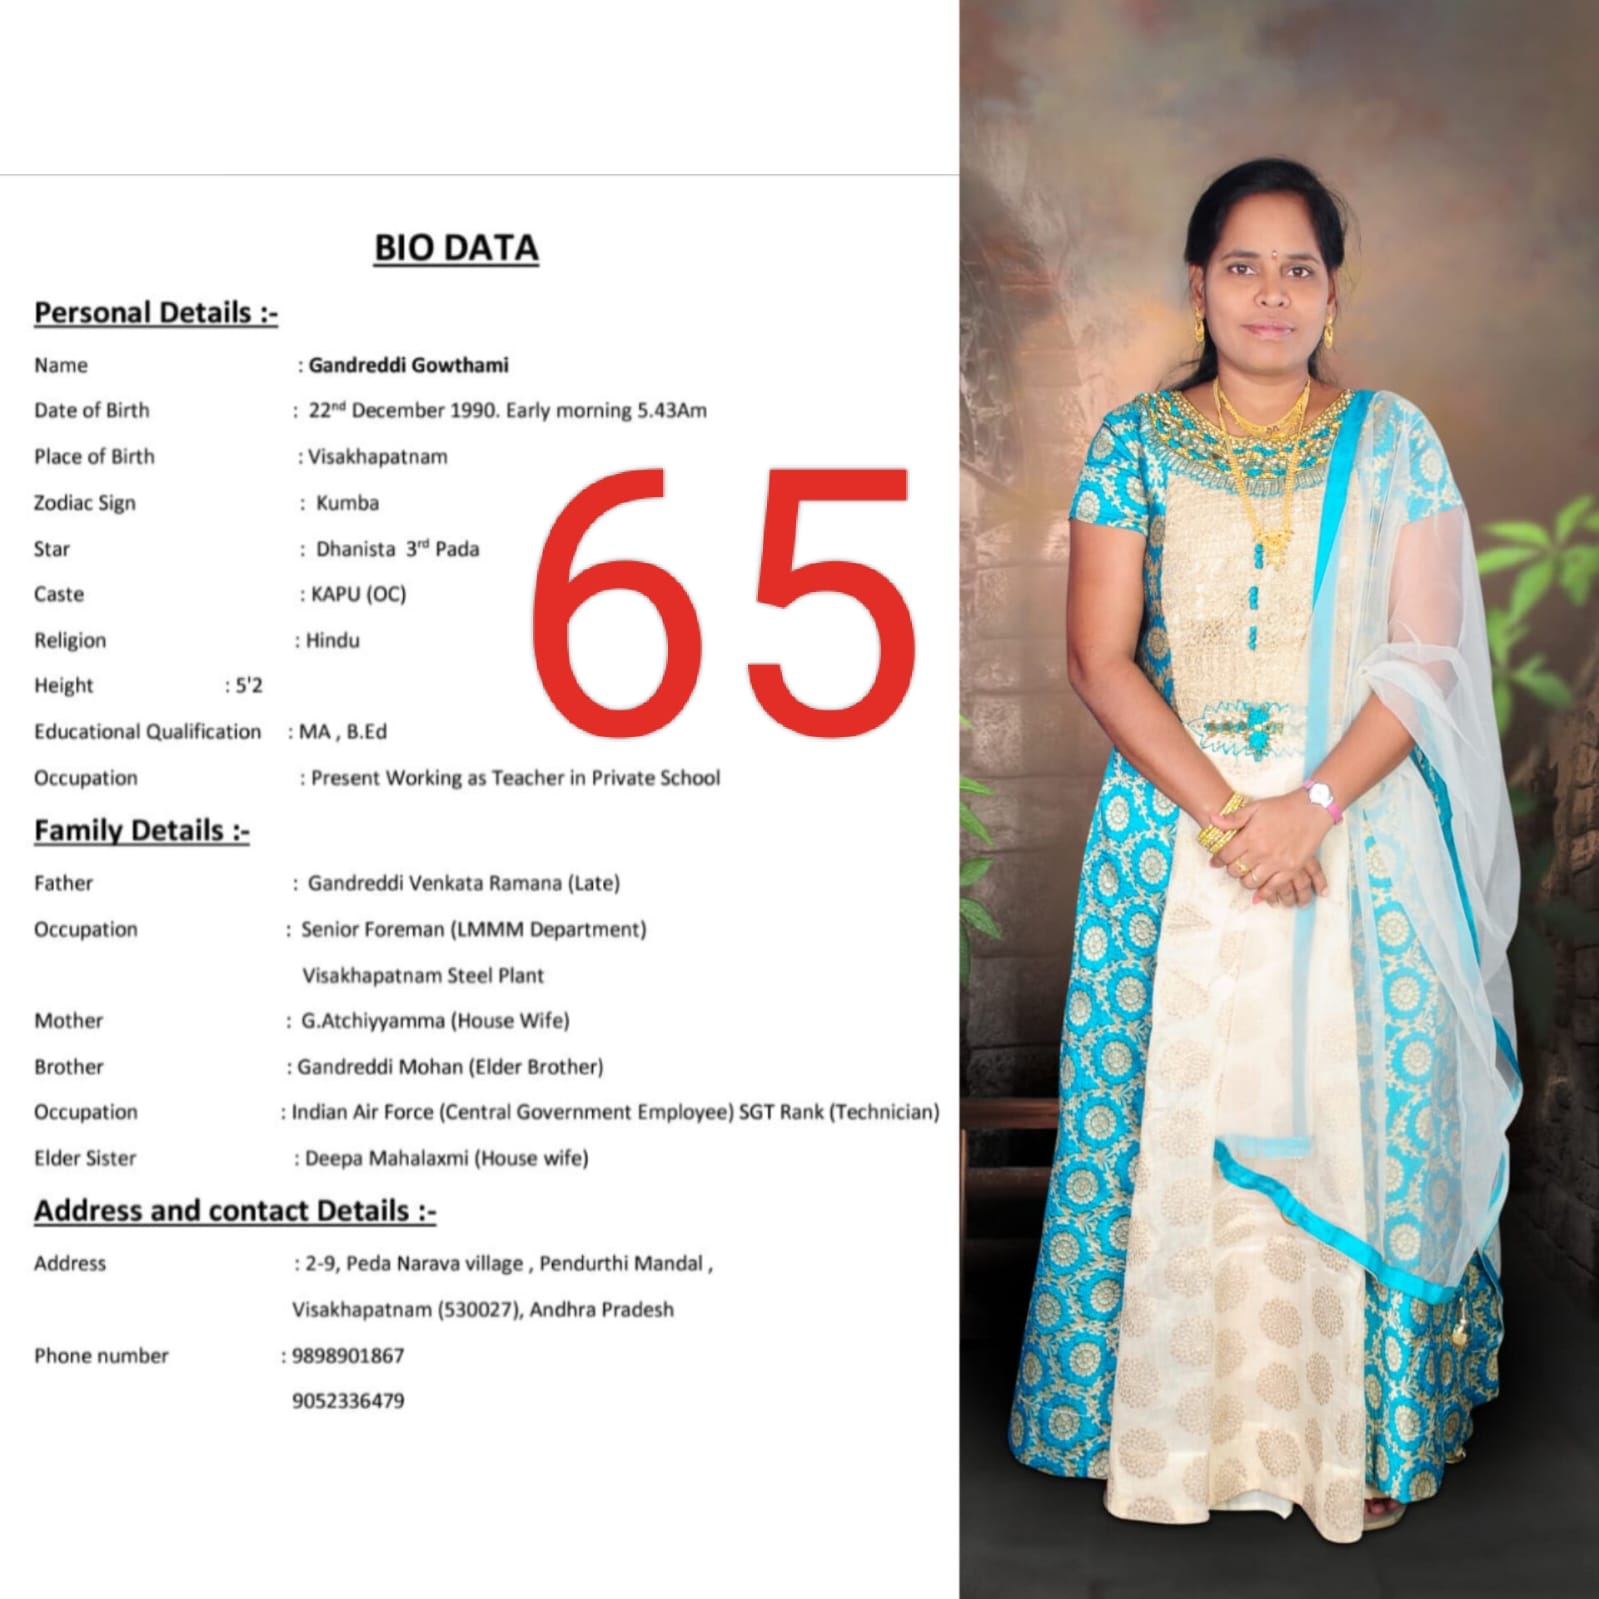 BIO DATA
Personal Details :-
Name : Gandreddi Gowthami
Date of Birth : 22nd December 1990. Early morning 5.43Am
Place of Birth : Visakhapatnam
Zodiac Sign : Kumba
Star : Dhanista 3rd Pada
Caste : KAPU (OC)
Religion : Hindu
Height : 5'2
Educational Qualification : MA , B.Ed
Occupation : Present Working as Teacher in Private School
65
Family Details :-
Father : Gandreddi Venkata Ramana (Late)
Occupation : Senior Foreman (LMMM Department)
Visakhapatnam Steel Plant
Mother : G.Atchiyyamma (House Wife)
Brother : Gandreddi Mohan (Elder Brother)
Occupation : Indian Air Force (Central Government Employee) SGT Rank (Technician)
Elder Sister : Deepa Mahalaxmi (House wife)
Address and contact Details :-
Address : 2-9, Peda Narava village , Pendurthi Mandal ,
Visakhapatnam (530027), Andhra Pradesh
Phone number : 9898901867
9052336479